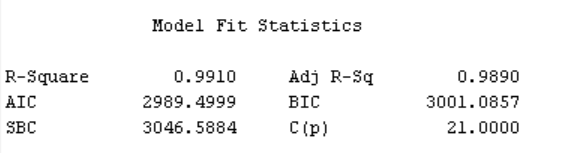 Model Fit Statistics
R-Square 0.9910 Adj R-Sq 0.9890
AIC 2989.4999 BIC 3001.0857
SBC 3046.5884 C(p) 21.0000